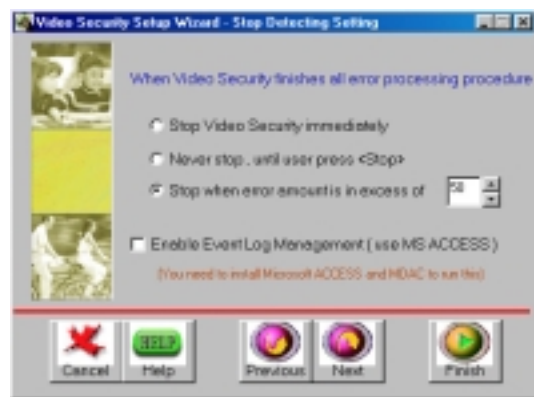 Video Security Setup Wizard - Stop Detecting Setting
When Video Security finishes all error processing procedure
Stop Video Security immediately
Never stop , until user press <Stop>
Stop when error amount is in excess of 50
Enable Event Log Management ( use MS ACCESS )
(You need to install Microsoft ACCESS and MDAC to run this)
HELP
Cancel Help Previous Next Finish